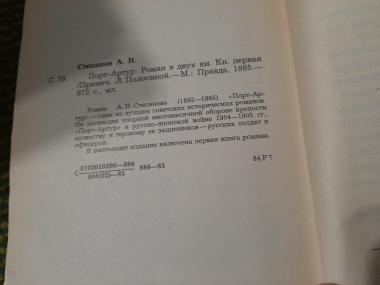 Степанов А. Н.
С 79 Порт-Артур: Роман в двух кн. Кн. первая
/Примеч. Л. Полосиной.— М.: Правда, 1985.—
672 с., ил
Роман А. Н. Степанова (1892—1965) «Порт-Ар-
тур» — один из лучших советских исторических романов.
Он посвящен упорной многомесячной обороне крепости
«Порт-Артур» в русско-японской войне 1904—1905 гг.,
мужеству и героизму ее защитников — русских солдат и
офицеров.
В настоящее издание включена первая книга романа.
С 4702010200—886
080(02)—85 886—85
84 Р 7